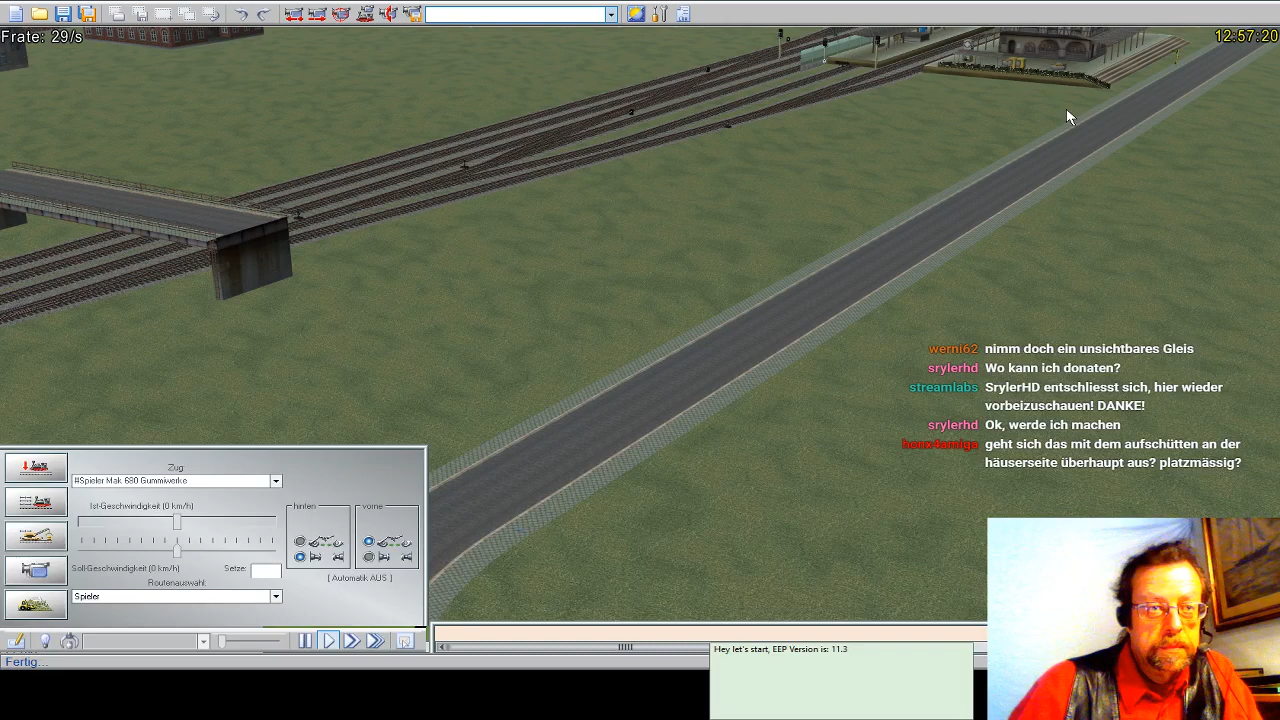 Frate: 29/s
12:57:20
werni62 nimm doch ein unsichtbares Gleis
srylerhd Wo kann ich donaten?
streamlabs SrylerHD entschliesst sich, hier wieder
vorbeizuschauen! DANKE!
srylerhd Ok, werde ich machen
houx4amiga geht sich das mit dem aufschütten an der
häuserseite überhaupt aus? platzmässig?
Zug:
#Spieler Mak 680 Gummiwerke
Ist-Geschwindigkeit (0 km/h)
hinten
vorne
Soll-Geschwindigkeit (0 km/h)
Setze:
Routenauswahl:
[ Automatik AUS ]
Spieler
Hey let's start, EEP Version is: 11.3
Fertig...